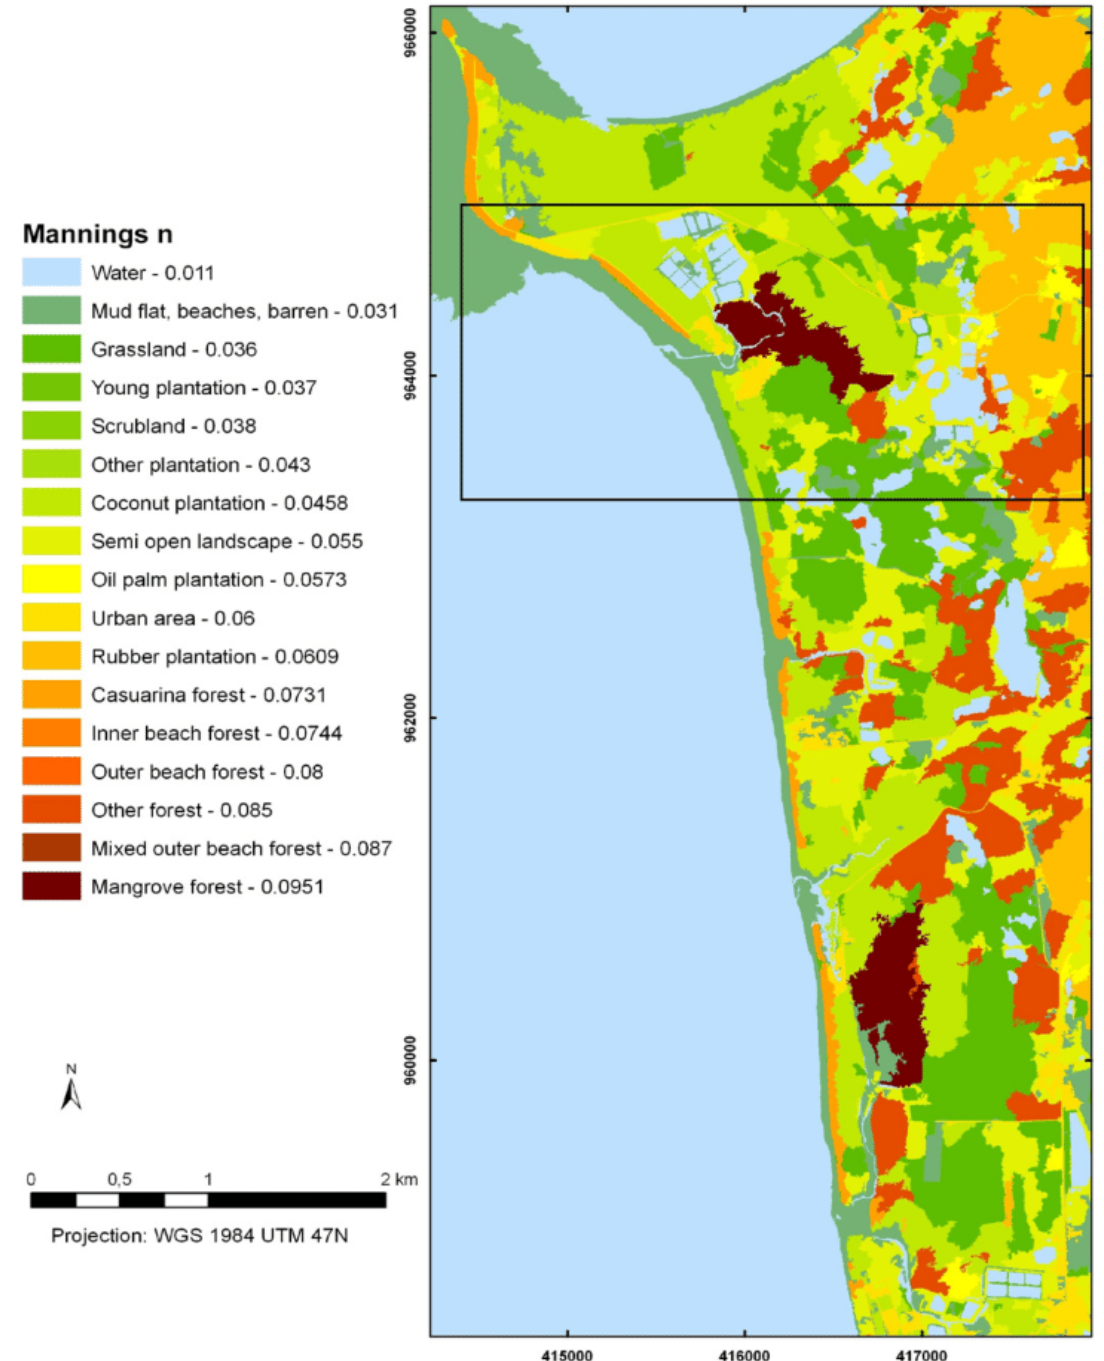 Mannings n
Water - 0.011
Mud flat, beaches, barren - 0.031
Grassland - 0.036
Young plantation - 0.037
Scrubland - 0.038
Other plantation - 0.043
Coconut plantation - 0.0458
Semi open landscape - 0.055
Oil palm plantation - 0.0573
Urban area - 0.06
Rubber plantation - 0.0609
Casuarina forest - 0.0731
Inner beach forest - 0.0744
Outer beach forest - 0.08
Other forest - 0.085
Mixed outer beach forest - 0.087
Mangrove forest - 0.0951
N
0 0,5 1 2 km
Projection: WGS 1984 UTM 47N
966000
964000
962000
960000
415000 416000 417000